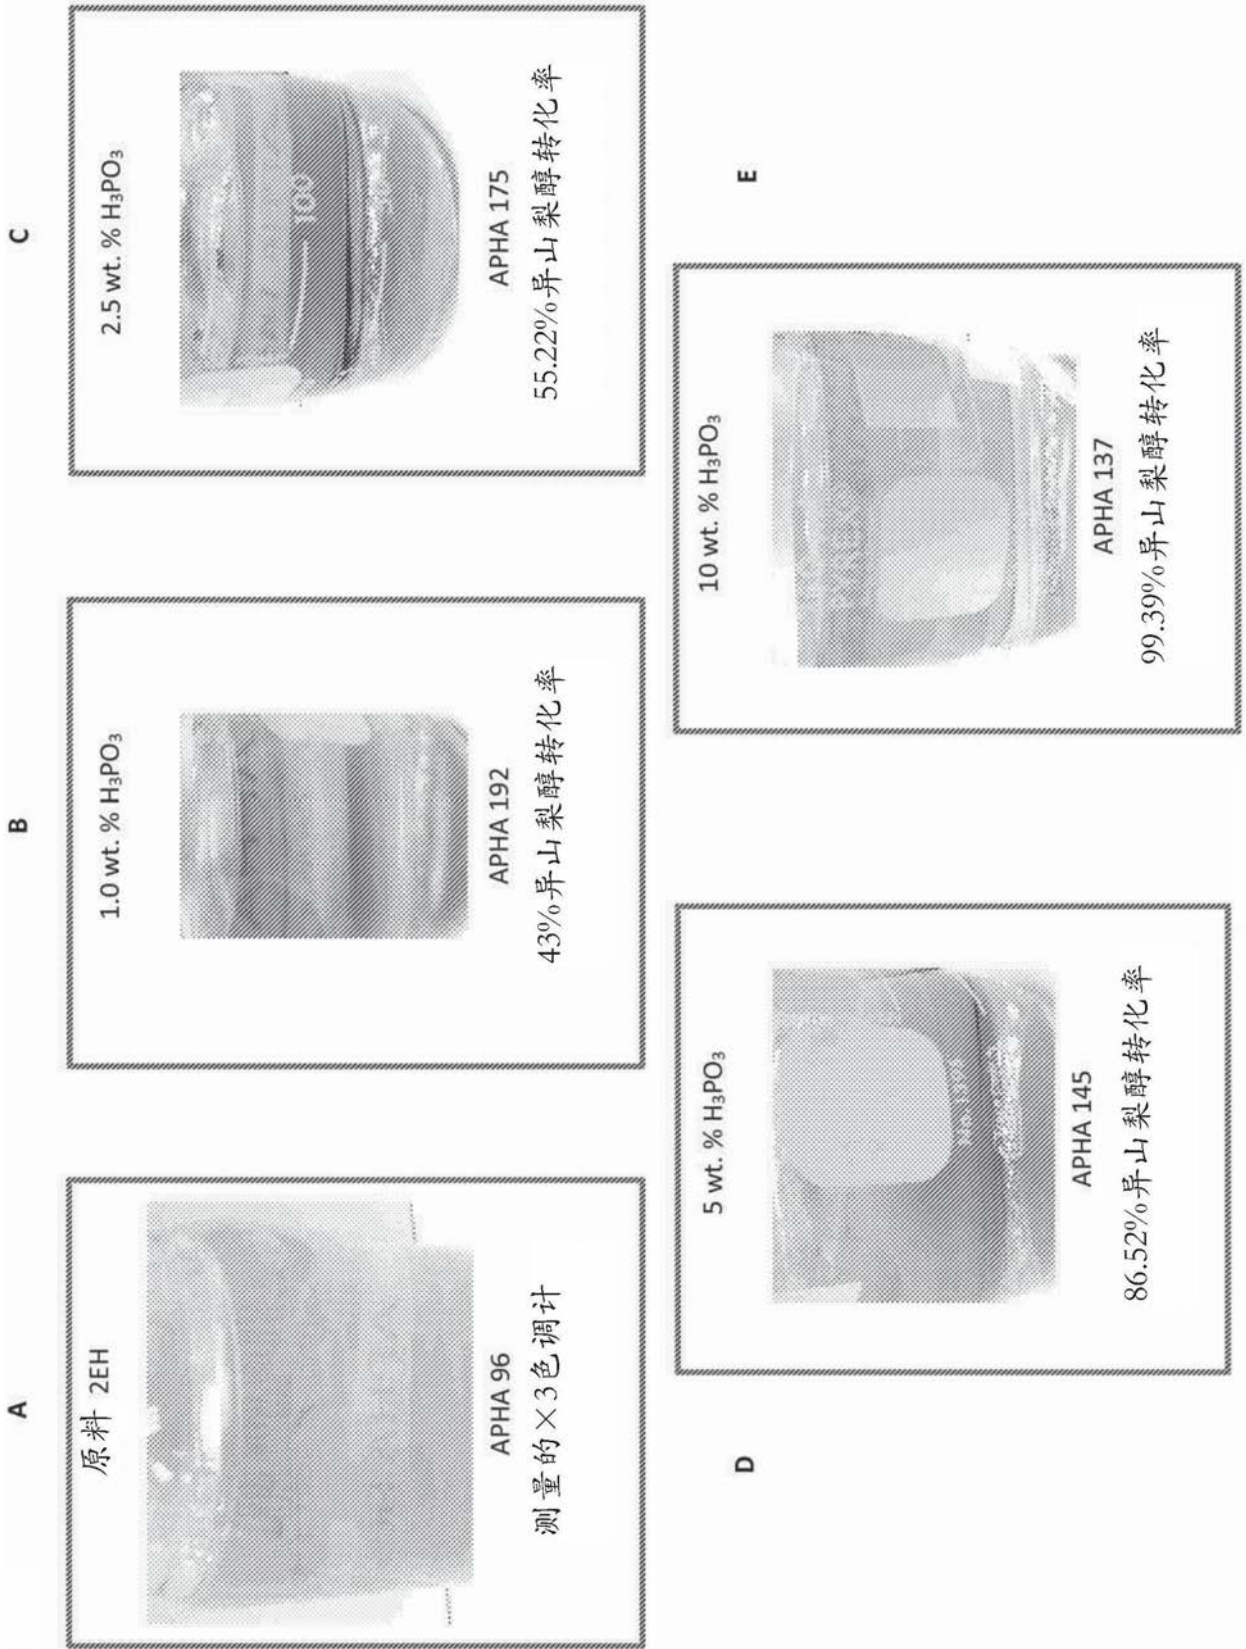 A
原料 2EH
APHA 96
测量的×3色调计
B
1.0 wt. % H₃PO₃
APHA 192
43%异山梨醇转化率
C
2.5 wt. % H₃PO₃
100
APHA 175
55.22%异山梨醇转化率
D
5 wt. % H₃PO₃
APHA 145
86.52%异山梨醇转化率
E
10 wt. % H₃PO₃
APHA 137
99.39%异山梨醇转化率